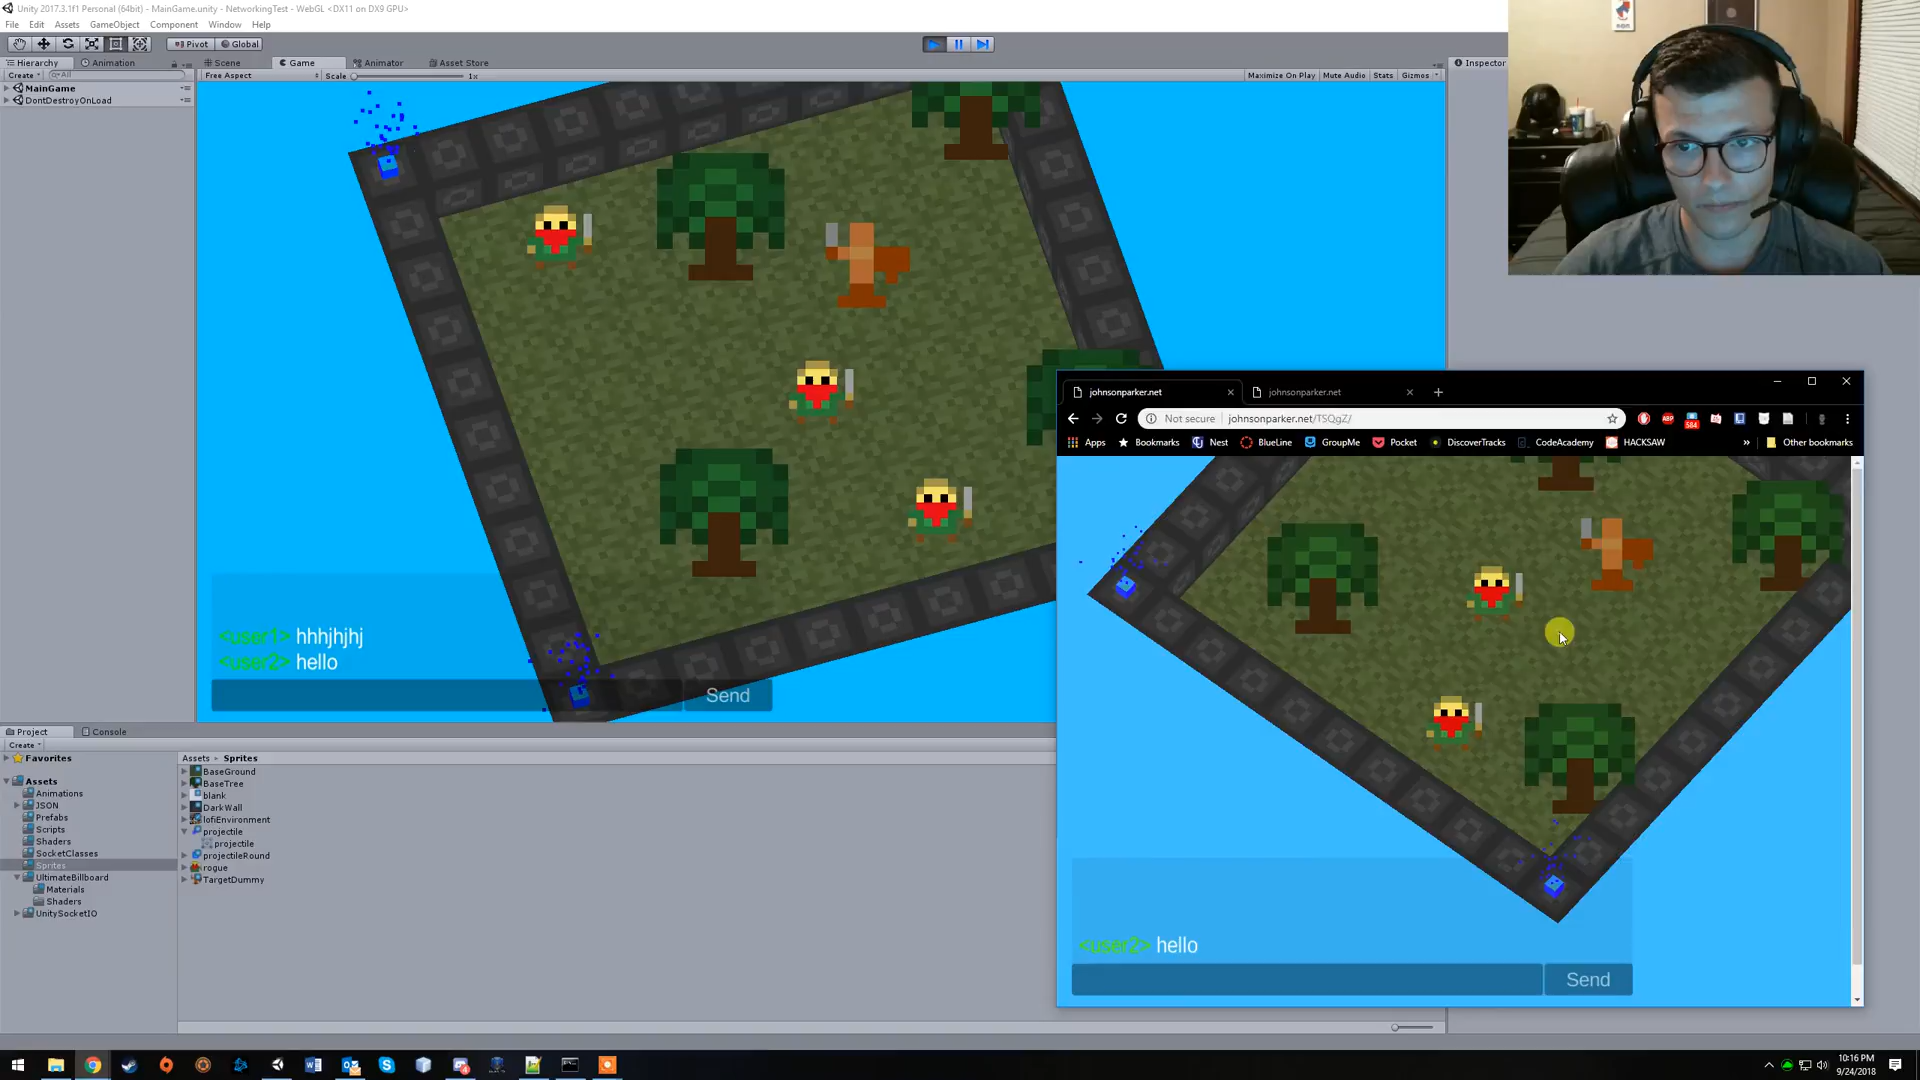 Unity 2017.3.1f1 Personal (64bit) - MainGame.unity - NetworkingTest - WebGL <DX11 on DX9 GPU>
File Edit Assets GameObject Component Window Help
Pivot Global
Hierarchy Animation Scene Game Animator Asset Store Inspector
Create All Free Aspect Scale 1x Maximize On Play Mute Audio Stats Gizmos
MainGame
DontDestroyOnLoad
<user1> hhhjhjhj
<user2> hello
Send
johnsonparker.net johnsonparker.net
Not secure johnsonparker.net/TSQgZ/
584
Apps Bookmarks Nest BlueLine GroupMe Pocket DiscoverTracks CodeAcademy HACKSAW » Other bookmarks
<user2> hello
Send
Project Console
Create
Favorites
Assets
Animations
JSON
Prefabs
Scripts
Shaders
SocketClasses
Sprites
UltimateBillboard
Materials
Shaders
UnitySocketIO
Assets Sprites
BaseGround
BaseTree
blank
DarkWall
lofiEnvironment
projectile
projectile
projectileRound
rogue
TargetDummy
10:16 PM
9/24/2018